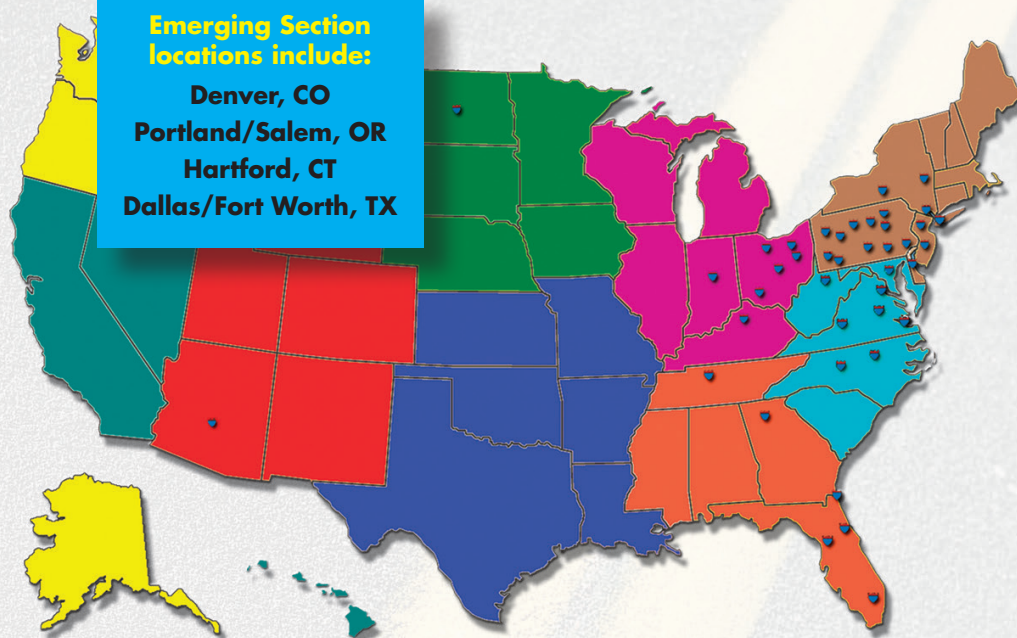 Emerging Section
locations include:
Denver, CO
Portland/Salem, OR
Hartford, CT
Dallas/Fort Worth, TX